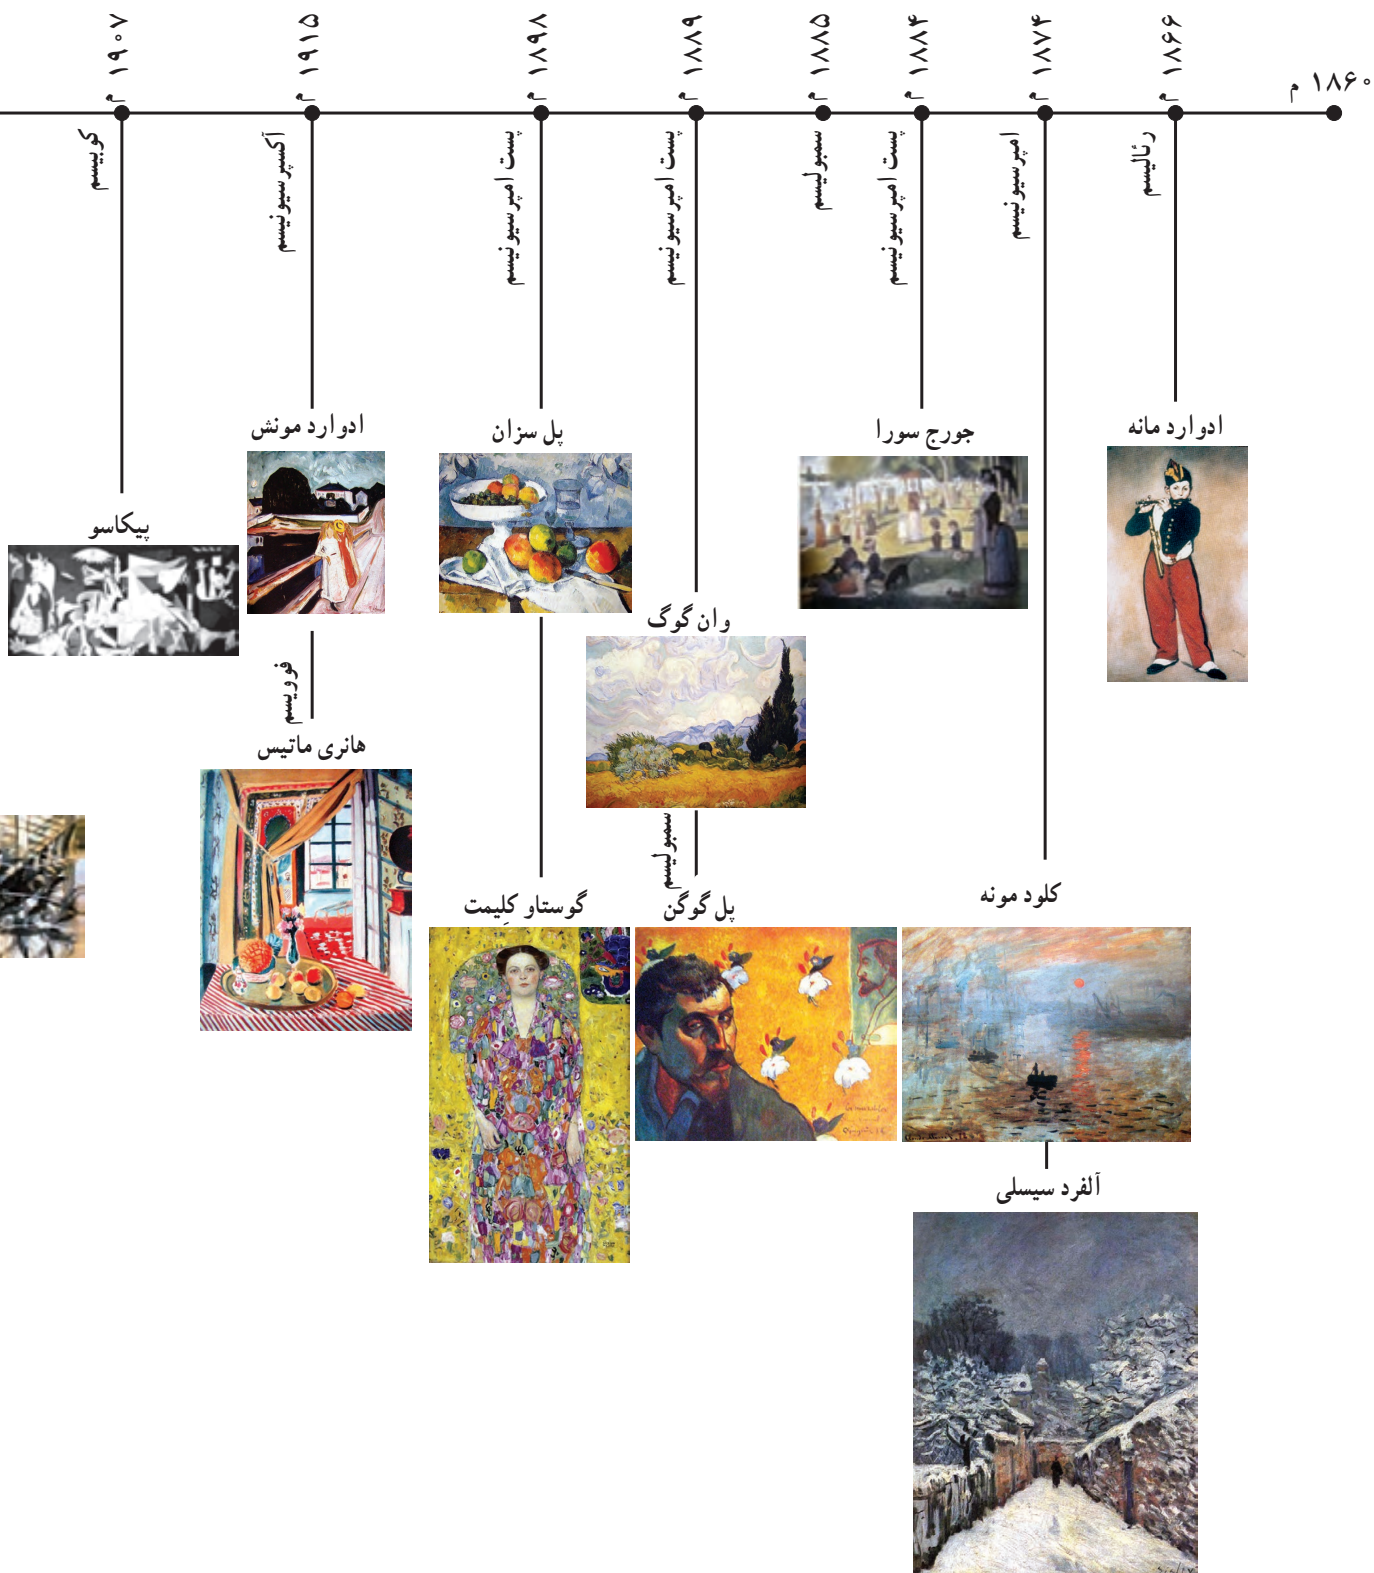 ۱۸۶۰ م
۱۸۶۶ م
۱۸۷۴ م
۱۸۸۴ م
۱۸۸۵ م
۱۸۸۹ م
۱۸۹۸ م
۱۹۱۵ م
۱۹۰۷ م
رئالیسم
امپرسیونیسم
پست امپرسیونیسم
سمبولیسم
پست امپرسیونیسم
پست امپرسیونیسم
آکسپرسیونیسم
کوبیسم
ادوارد مانه
جورج سورا
پل سزان
ادوارد مونش
پیکاسو
وان گوگ
فوویسم
هانری ماتیس
سمبولیسم
کلود مونه
پل گوگن
گوستاو کلِیمت
آلفرد سیسلی